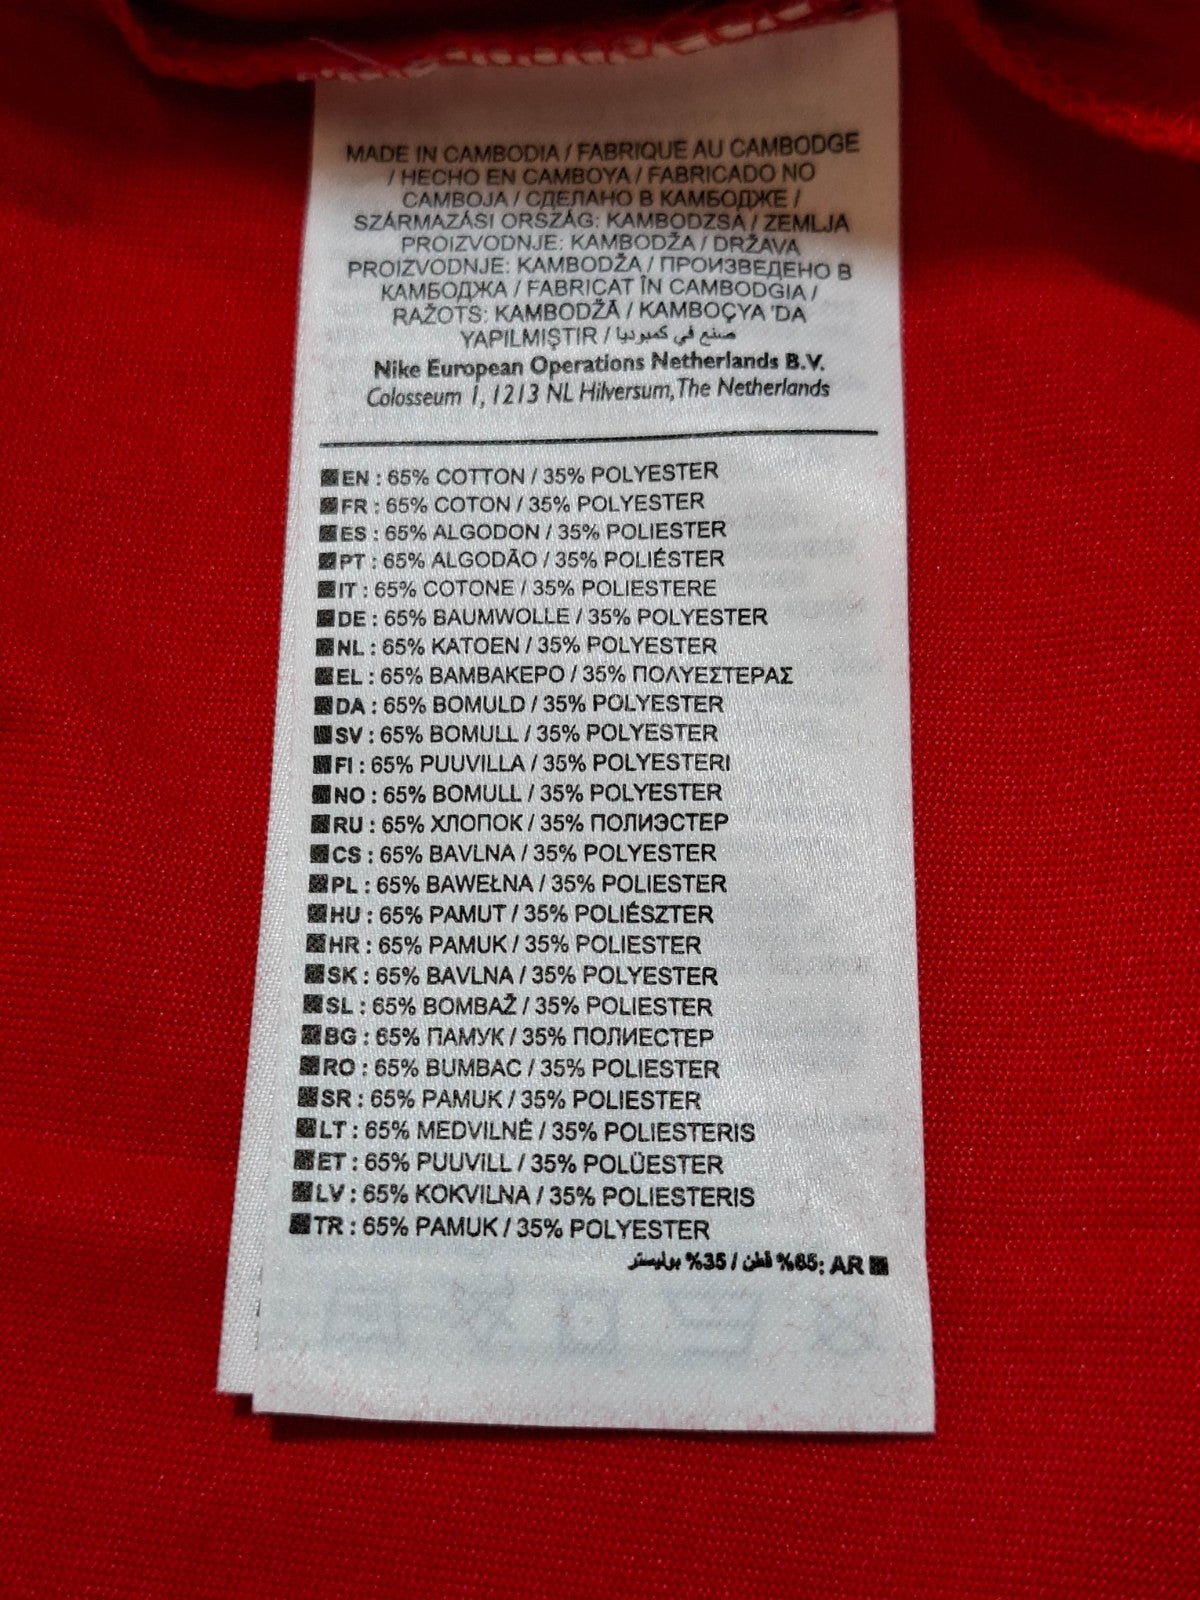 MADE IN CAMBODIA / FABRIQUE AU CAMBODGE
/ HECHO EN CAMBOYA / FABRICADO NO
CAMBOJA / СДЕЛАНО В КАМБОДЖЕ /
SZÁRMAZÁSI ORSZÁG: KAMBODZSA / ZEMLJA
PROIZVODNJE: KAMBODŽA / DRŽAVA
PROIZVODNJE: KAMBODŽA / ПРОИЗВЕДЕНО В
КАМБОДЖА / FABRICAT ÎN CAMBODGIA /
RAŽOTS: KAMBODŽĀ / KAMBOÇYA 'DA
YAPILMIŞTIR / صنع في كمبوديا
Nike European Operations Netherlands B.V.
Colosseum 1, 1213 NL Hilversum, The Netherlands
EN : 65% COTTON / 35% POLYESTER
FR : 65% COTON / 35% POLYESTER
ES : 65% ALGODON / 35% POLIESTER
PT : 65% ALGODÃO / 35% POLIÉSTER
IT : 65% COTONE / 35% POLIESTERE
DE : 65% BAUMWOLLE / 35% POLYESTER
NL : 65% KATOEN / 35% POLYESTER
EL : 65% ΒΑΜΒΑΚΕΡΟ / 35% ΠΟΛΥΕΣΤΕΡΑΣ
DA : 65% BOMULD / 35% POLYESTER
SV : 65% BOMULL / 35% POLYESTER
FI : 65% PUUVILLA / 35% POLYESTERI
NO : 65% BOMULL / 35% POLYESTER
RU : 65% ХЛОПОК / 35% ПОЛИЭСТЕР
CS : 65% BAVLNA / 35% POLYESTER
PL : 65% BAWEŁNA / 35% POLIESTER
HU : 65% PAMUT / 35% POLIÉSZTER
HR : 65% PAMUK / 35% POLIESTER
SK : 65% BAVLNA / 35% POLYESTER
SL : 65% BOMBAŽ / 35% POLIESTER
BG : 65% ПАМУК / 35% ПОЛИЕСТЕР
RO : 65% BUMBAC / 35% POLIESTER
SR : 65% PAMUK / 35% POLIESTER
LT : 65% MEDVILNĖ / 35% POLIESTERIS
ET : 65% PUUVILL / 35% POLÜESTER
LV : 65% KOKVILNA / 35% POLIESTERIS
TR : 65% PAMUK / 35% POLYESTER
AR :65% قطن / 35% بوليستر